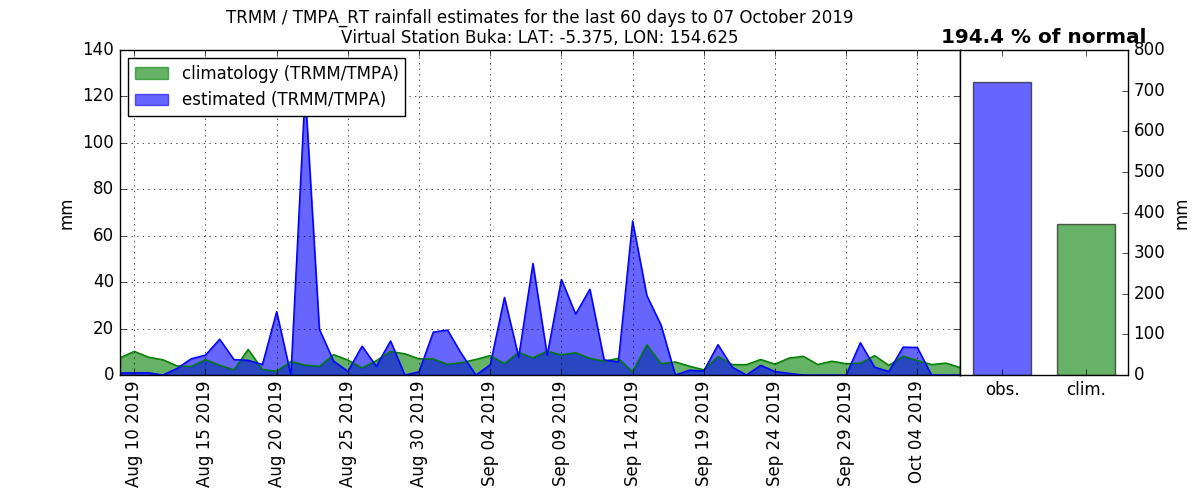 TRMM / TMPA_RT rainfall estimates for the last 60 days to 07 October 2019
Virtual Station Buka: LAT: -5.375, LON: 154.625
194.4 % of normal
climatology (TRMM/TMPA)
estimated (TRMM/TMPA)
140
120
100
80
60
40
20
0
mm
Aug 10 2019
Aug 15 2019
Aug 20 2019
Aug 25 2019
Aug 30 2019
Sep 04 2019
Sep 09 2019
Sep 14 2019
Sep 19 2019
Sep 24 2019
Sep 29 2019
Oct 04 2019
800
700
600
500
400
300
200
100
0
mm
obs.
clim.